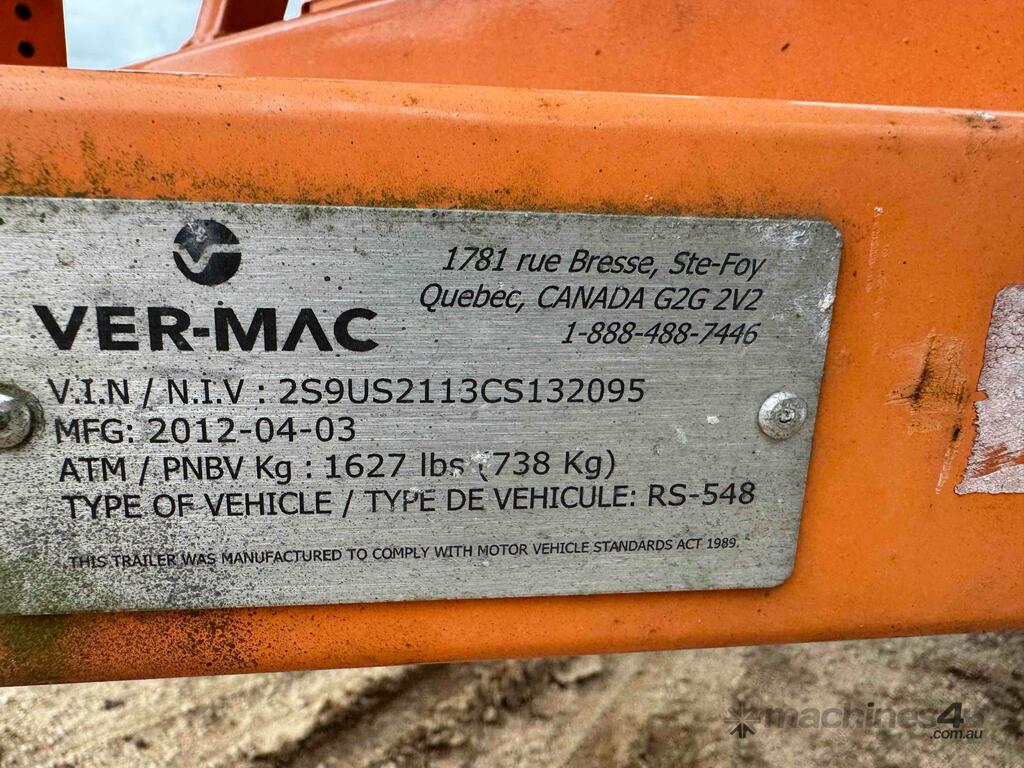 VER-MAC
1781 rue Bresse, Ste-Foy
Quebec, CANADA G2G 2V2
1-888-488-7446
V.I.N / N.I.V : 2S9US2113CS132095
MFG: 2012-04-03
ATM / PNBV Kg : 1627 lbs (738 Kg)
TYPE OF VEHICLE / TYPE DE VEHICULE: RS-548
THIS TRAILER WAS MANUFACTURED TO COMPLY WITH MOTOR VEHICLE STANDARDS ACT 1989.
machines4u
.com.au